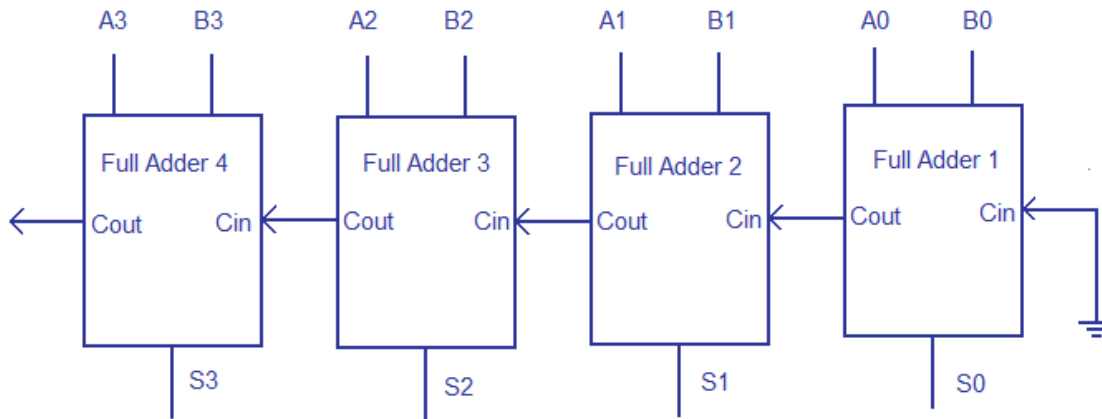 A3 B3 A2 B2 A1 B1 A0 B0
Full Adder 4 Full Adder 3 Full Adder 2 Full Adder 1
Cout Cin Cout Cin Cout Cin Cout Cin
S3 S2 S1 S0